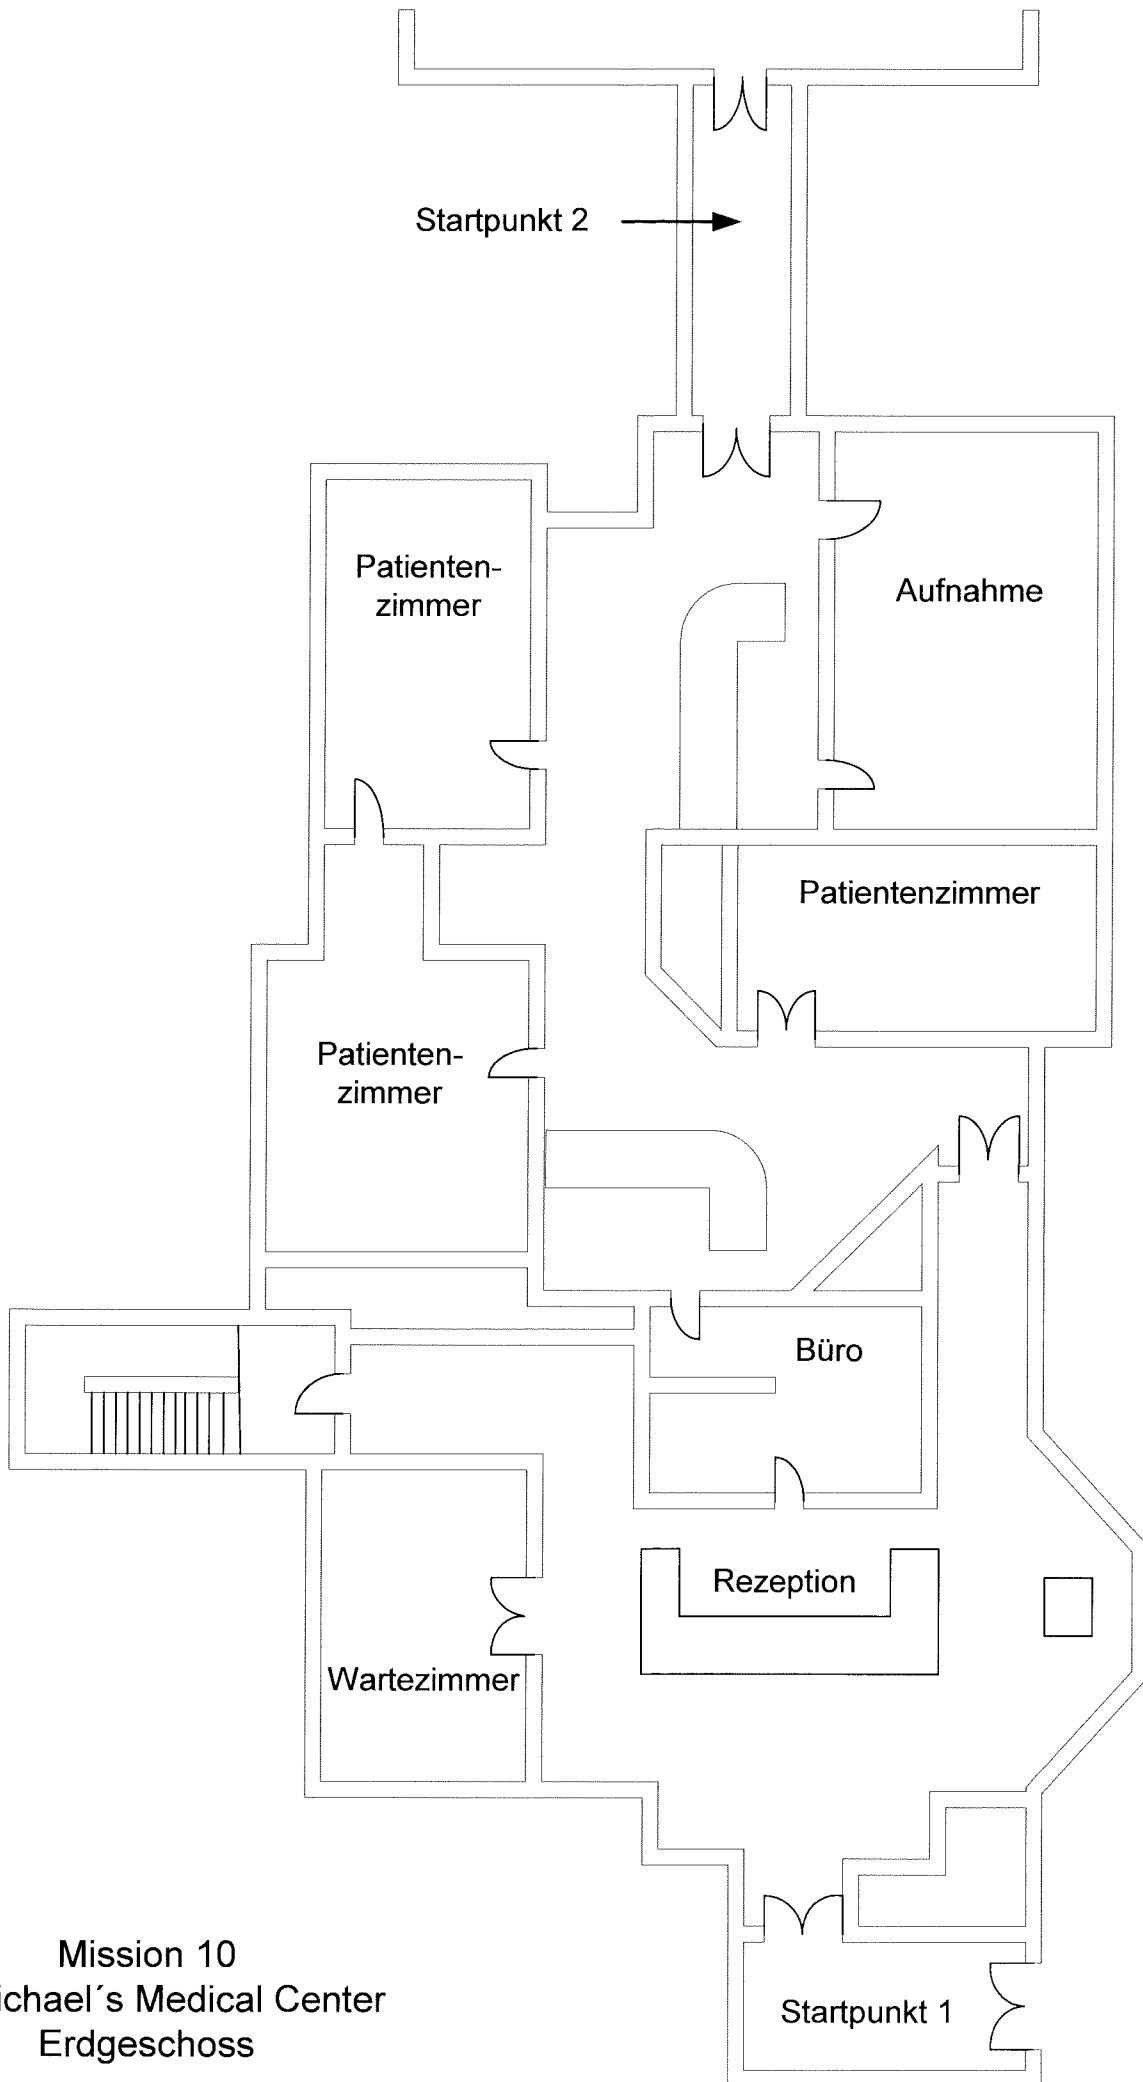 Startpunkt 2
Patienten-
zimmer
Aufnahme
Patientenzimmer
Patienten-
zimmer
Büro
Rezeption
Wartezimmer
Mission 10
ichael´s Medical Center
Erdgeschoss
Startpunkt 1